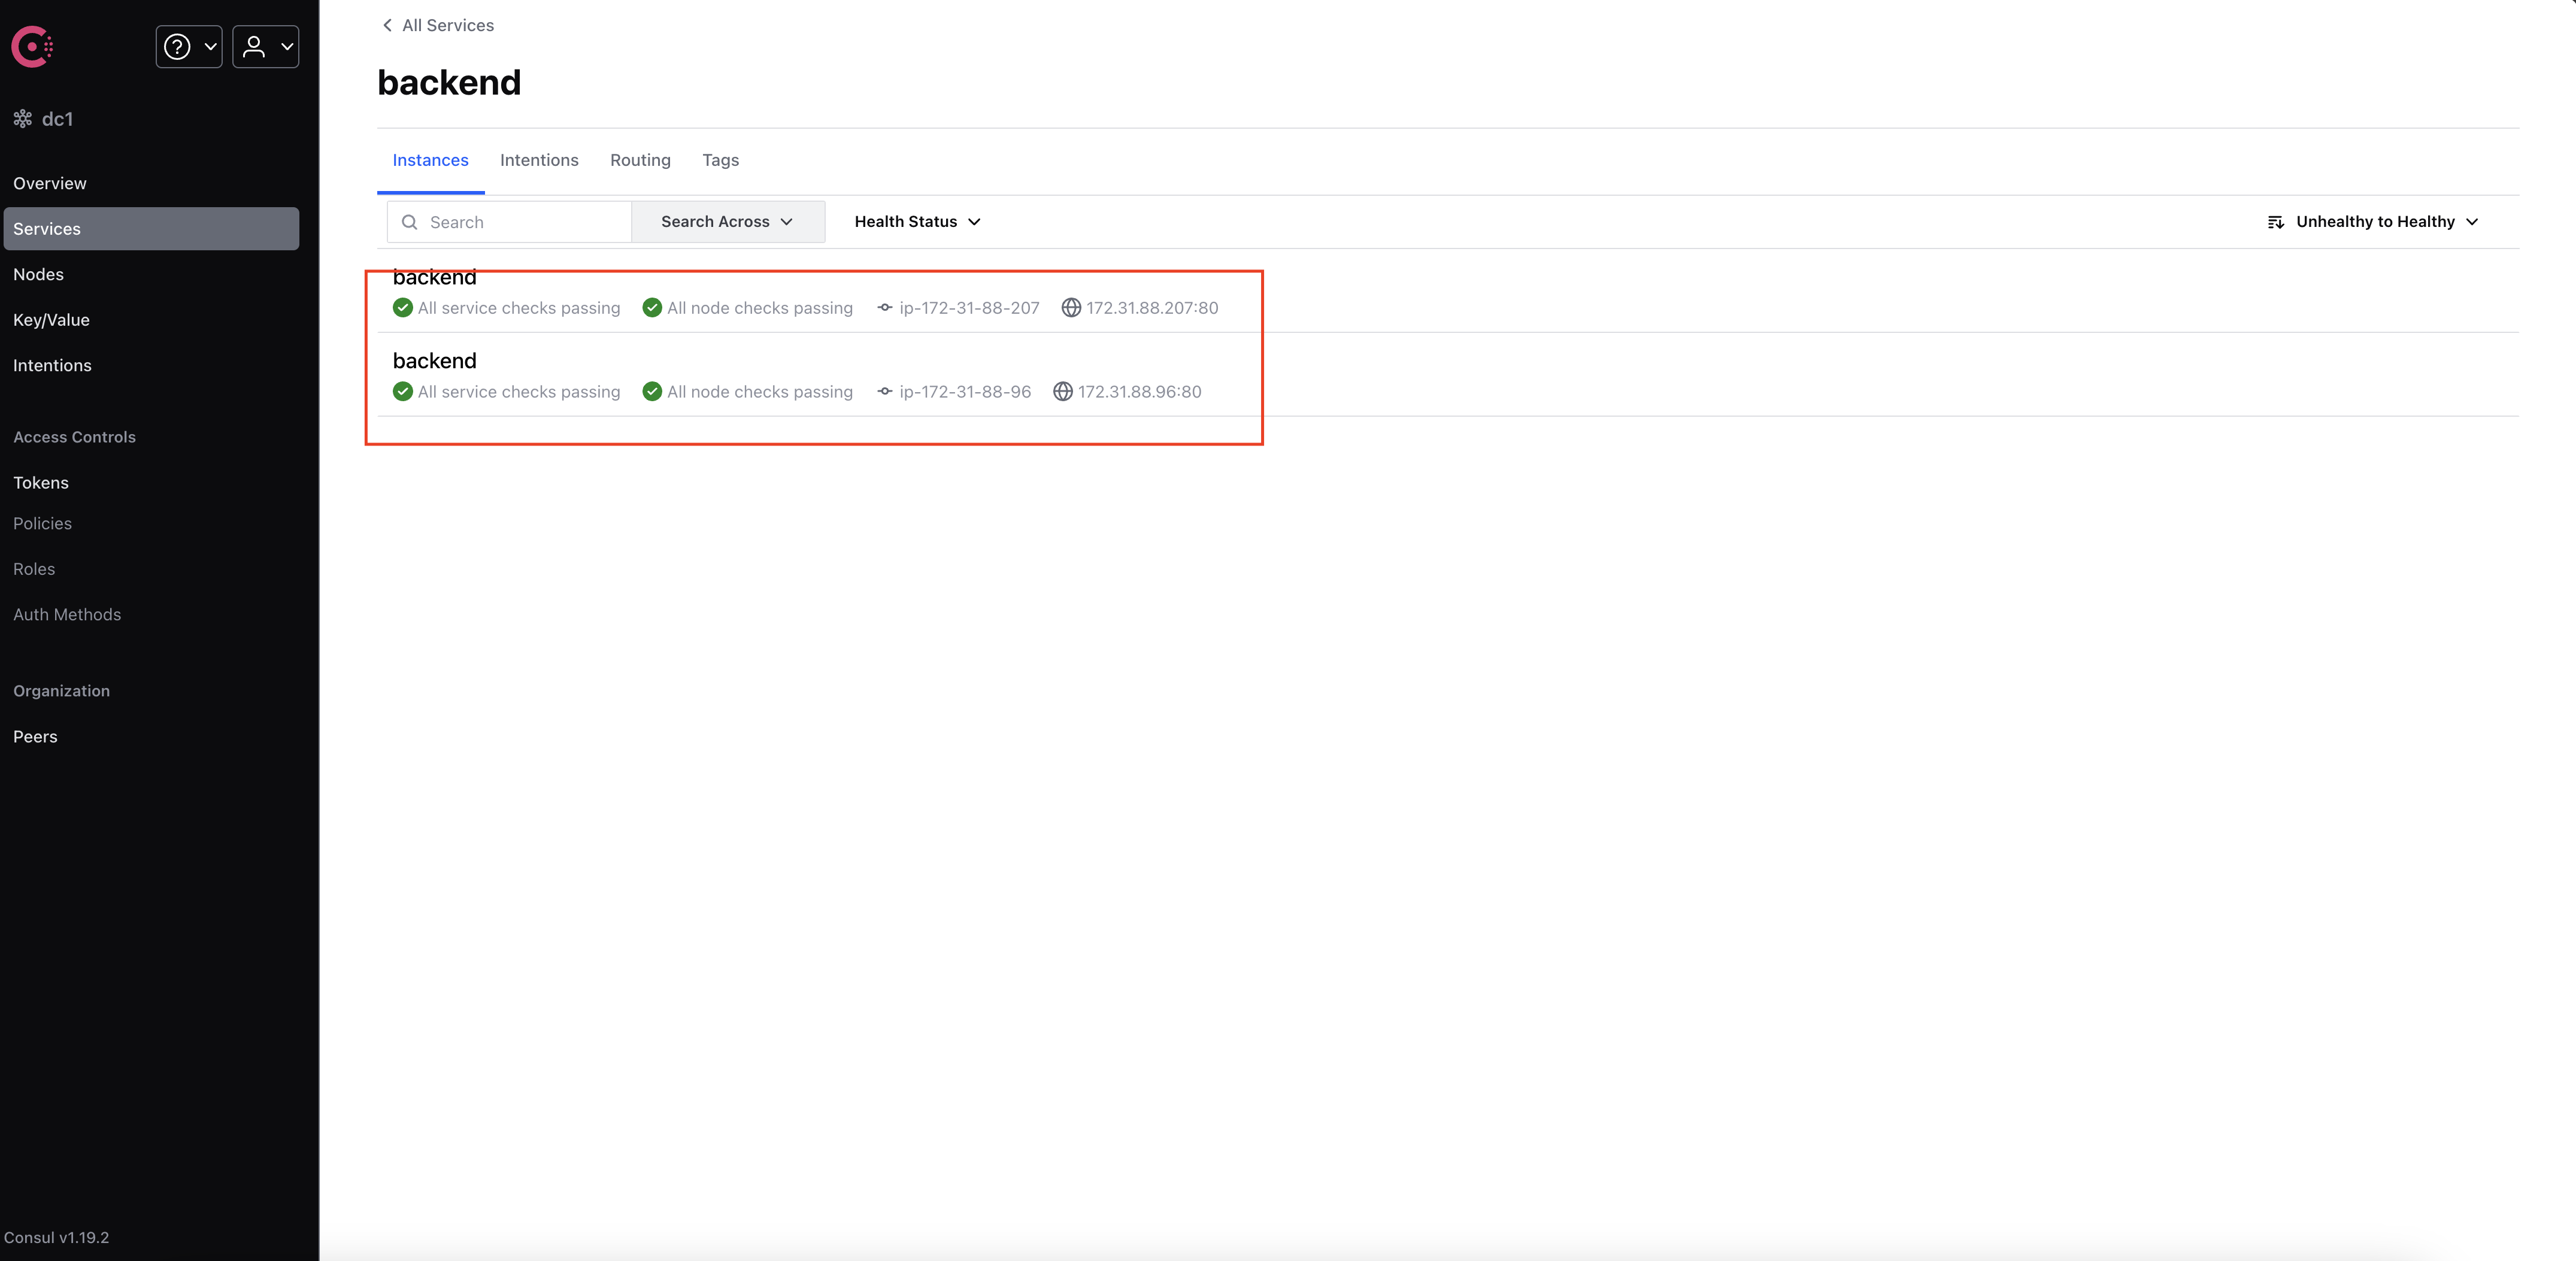 dc1
Overview
Services
Nodes
Key/Value
Intentions
Access Controls
Tokens
Policies
Roles
Auth Methods
Organization
Peers
Consul v1.19.2
All Services
backend
Instances Intentions Routing Tags
Search Search Across Health Status Unhealthy to Healthy
backend
All service checks passing All node checks passing ip-172-31-88-207 172.31.88.207:80
backend
All service checks passing All node checks passing ip-172-31-88-96 172.31.88.96:80